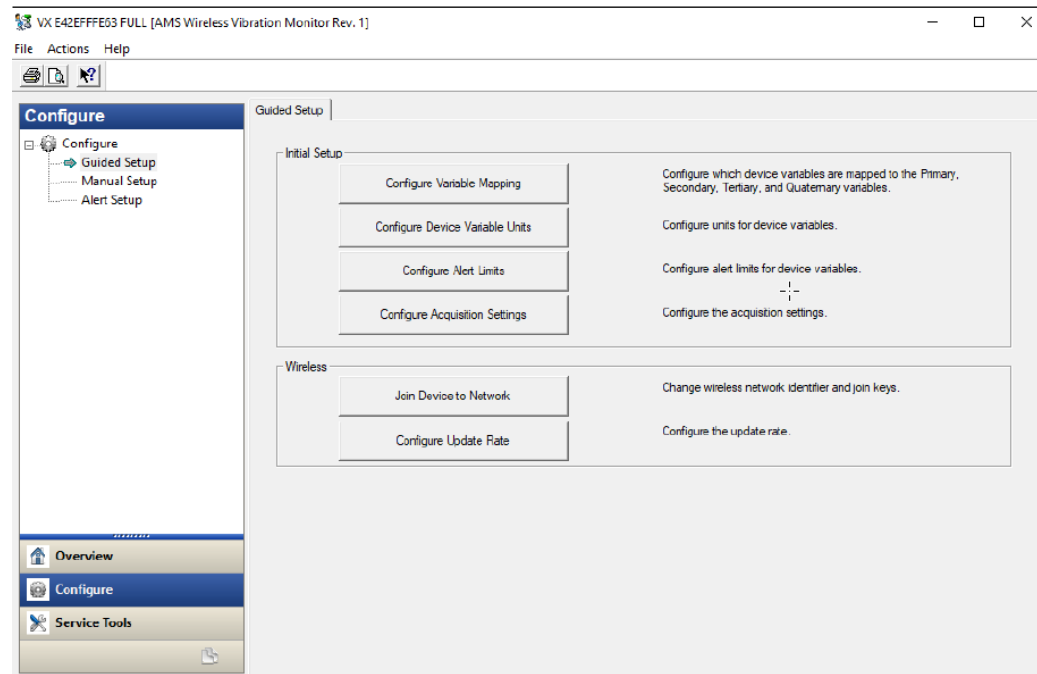 VX E42EFFFE63 FULL [AMS Wireless Vibration Monitor Rev. 1]
File Actions Help
Configure
Configure
Guided Setup
Manual Setup
Alert Setup
Guided Setup
Initial Setup
Configure Variable Mapping
Configure which device variables are mapped to the Primary,
Secondary, Tertiary, and Quaternary variables.
Configure Device Variable Units
Configure units for device variables.
Configure Alert Limits
Configure alert limits for device variables.
Configure Acquisition Settings
Configure the acquisition settings.
Wireless
Join Device to Network
Change wireless network identifier and join keys.
Configure Update Rate
Configure the update rate.
Overview
Configure
Service Tools